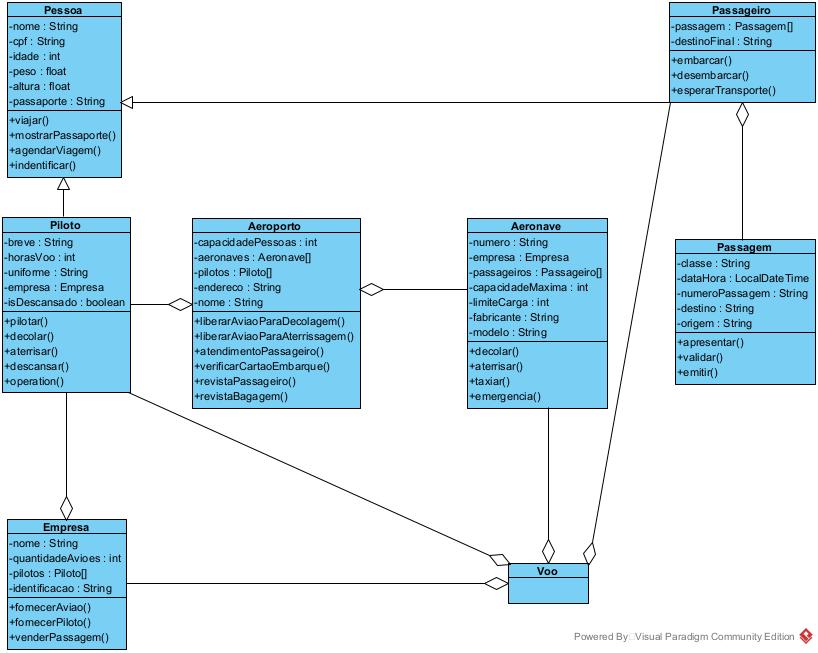 Pessoa
-nome : String
-cpf : String
-idade : int
-peso : float
-altura : float
-passaporte : String
+viajar()
+mostrarPassaporte()
+agendarViagem()
+indentificar()
Passageiro
-passagem : Passagem[]
-destinoFinal : String
+embarcar()
+desembarcar()
+esperarTransporte()
Piloto
-breve : String
-horasVoo : int
-uniforme : String
-empresa : Empresa
-isDescansado : boolean
+pilotar()
+decolar()
+aterrisar()
+descansar()
+operation()
Aeroporto
-capacidadePessoas : int
-aeronaves : Aeronave[]
-pilotos : Piloto[]
-endereco : String
-nome : String
+liberarAviaoParaDecolagem()
+liberarAviaoParaAterrissagem()
+atendimentoPassageiro()
+verificarCartaoEmbarque()
+revistaPassageiro()
+revistaBagagem()
Aeronave
-numero : String
-empresa : Empresa
-passageiros : Passageiro[]
-capacidadeMaxima : int
-limiteCarga : int
-fabricante : String
-modelo : String
+decolar()
+aterrisar()
+taxiar()
+emergencia()
Passagem
-classe : String
-dataHora : LocalDateTime
-numeroPassagem : String
-destino : String
-origem : String
+apresentar()
+validar()
+emitir()
Empresa
-nome : String
-quantidadeAvioes : int
-pilotos : Piloto[]
-identificacao : String
+fornecerAviao()
+fornecerPiloto()
+venderPassagem()
Voo
Powered By Visual Paradigm Community Edition